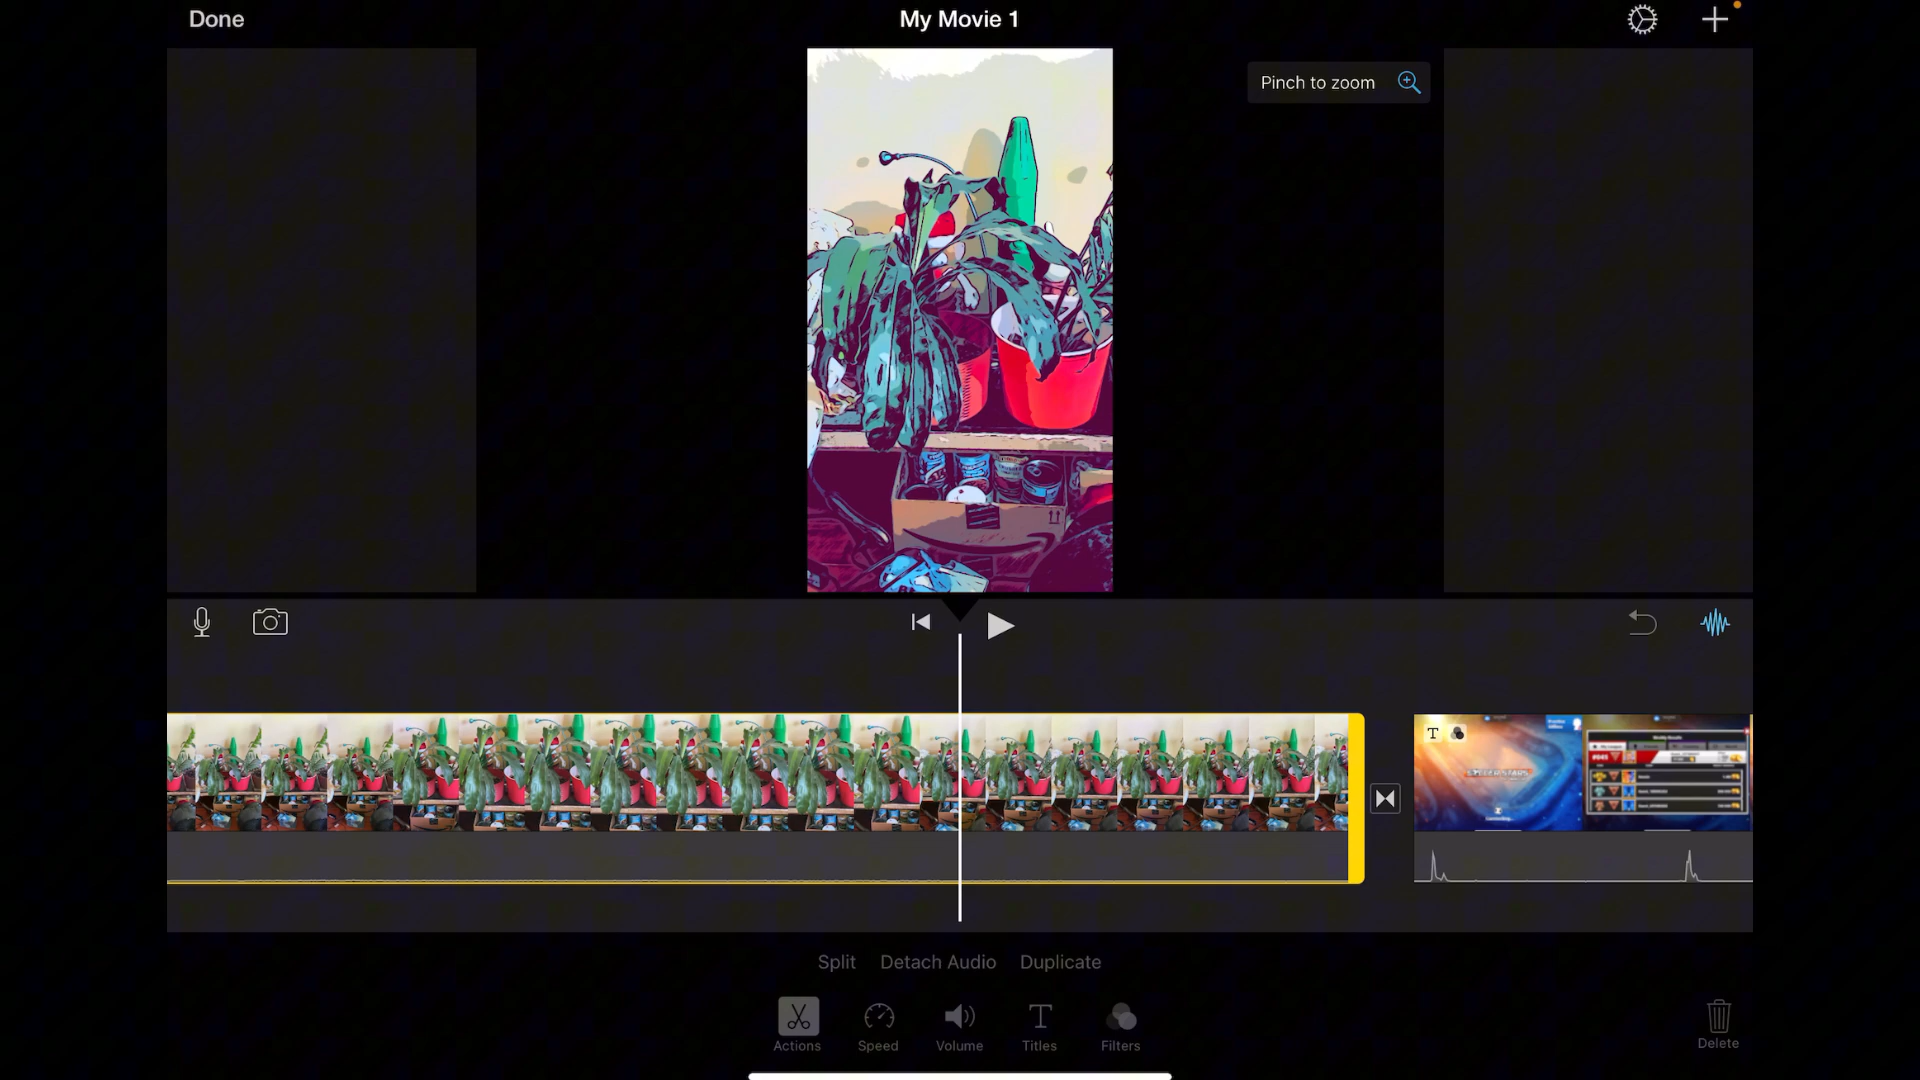 Done
My Movie 1
Pinch to zoom
T
Split Detach Audio Duplicate
Actions Speed Volume Titles Filters
Delete